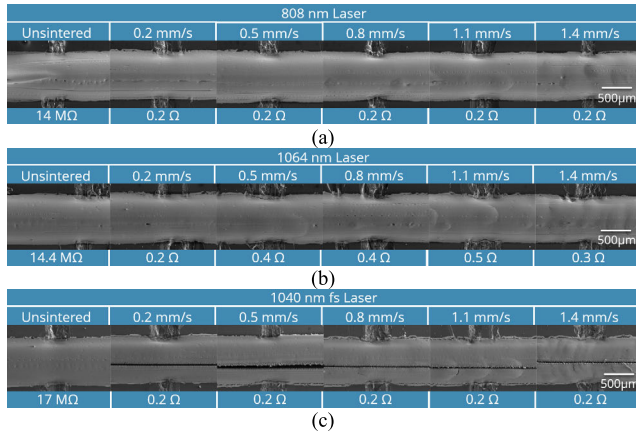 808 nm Laser
Unsintered 0.2 mm/s 0.5 mm/s 0.8 mm/s 1.1 mm/s 1.4 mm/s
500μm
14 MΩ 0.2 Ω 0.2 Ω 0.2 Ω 0.2 Ω 0.2 Ω
(a)
1064 nm Laser
Unsintered 0.2 mm/s 0.5 mm/s 0.8 mm/s 1.1 mm/s 1.4 mm/s
500μm
14.4 MΩ 0.2 Ω 0.4 Ω 0.4 Ω 0.5 Ω 0.3 Ω
(b)
1040 nm fs Laser
Unsintered 0.2 mm/s 0.5 mm/s 0.8 mm/s 1.1 mm/s 1.4 mm/s
500μm
17 MΩ 0.2 Ω 0.2 Ω 0.2 Ω 0.2 Ω 0.2 Ω
(c)